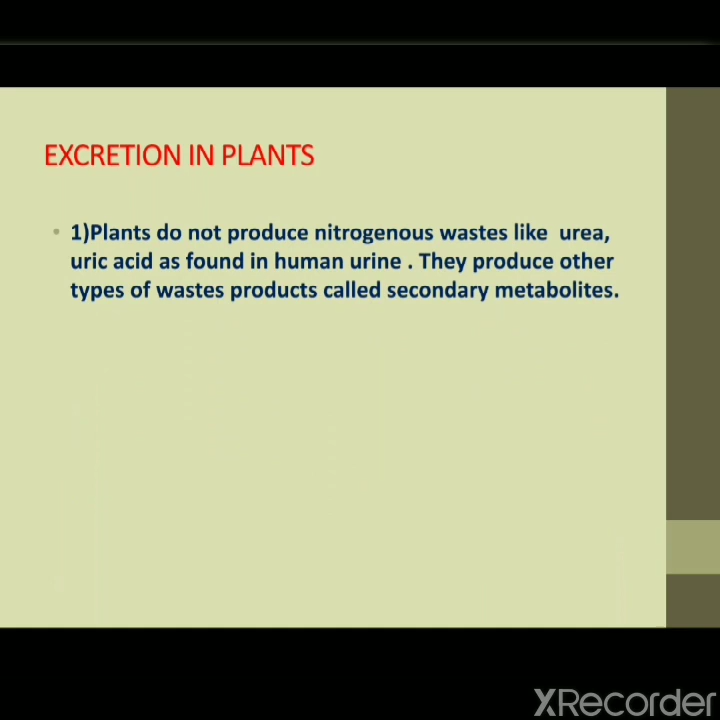 EXCRETION IN PLANTS
• 1)Plants do not produce nitrogenous wastes like  urea,
uric acid as found in human urine . They produce other
types of wastes products called secondary metabolites.
XRecorder